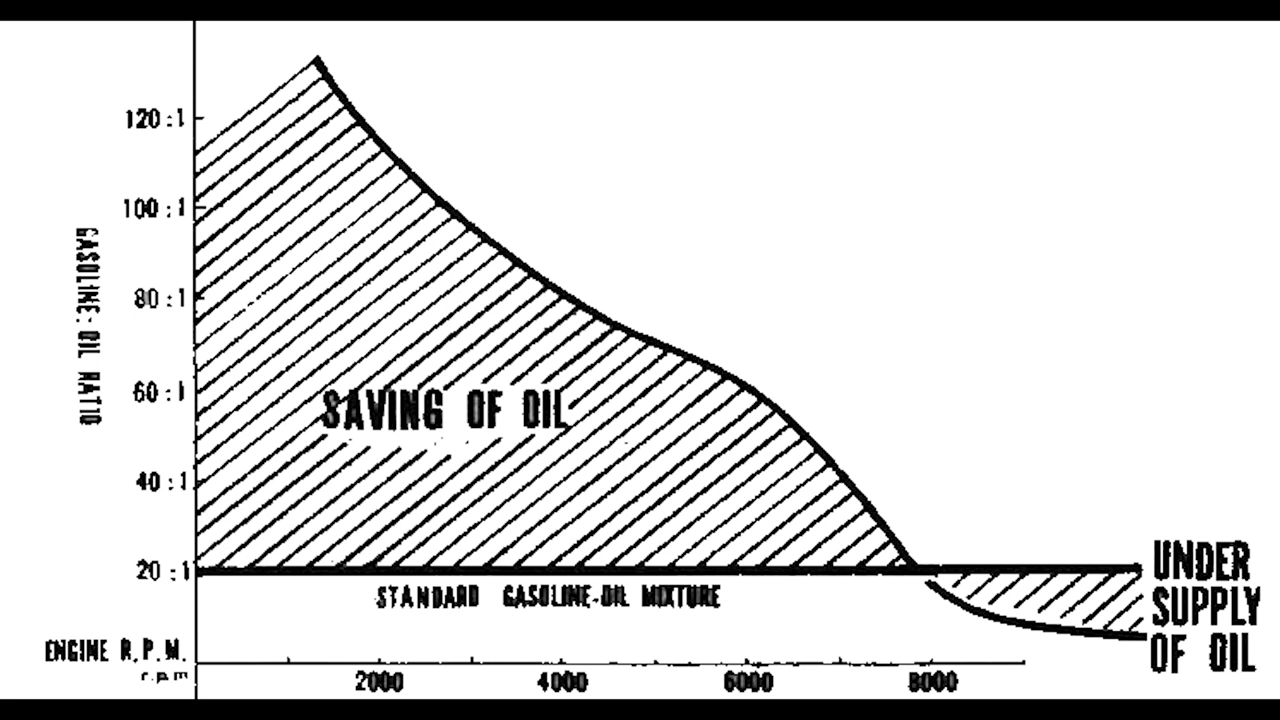 120:1
100:1
80:1
60:1
40:1
20:1
GASOLINE: OIL RATIO
SAVING OF OIL
STANDARD GASOLINE-OIL MIXTURE
UNDER
SUPPLY
OF OIL
ENGINE R.P.M.
r.p.m
2000
4000
6000
8000